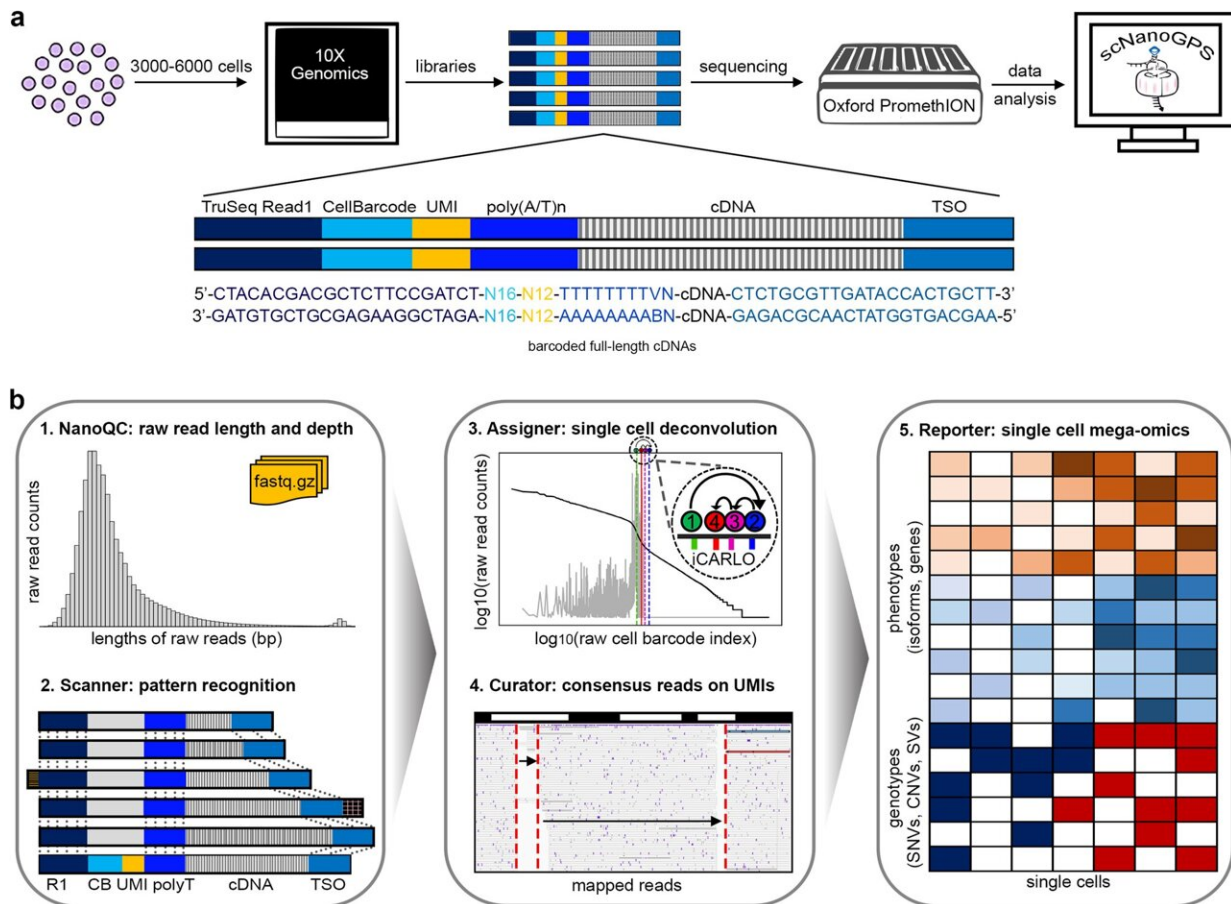 a
3000-6000 cells
10X
Genomics
libraries
sequencing
Oxford PromethION
data
analysis
scNanoGPS
TruSeq Read1 CellBarcode UMI poly(A/T)n cDNA TSO
5'-CTACACGACGCTCTTCCGATCT-N16-N12-TTTTTTTTVN-cDNA-CTCTGCGTTGATACCACTGCTT-3'
3'-GATGTGCTGCGAGAAGGCTAGA-N16-N12-AAAAAAAABN-cDNA-GAGACGCAACTATGGTGACGAA-5'
barcoded full-length cDNAs
b
1. NanoQC: raw read length and depth
fastq.gz
raw read counts
lengths of raw reads (bp)
2. Scanner: pattern recognition
R1 CB UMI polyT cDNA TSO
3. Assigner: single cell deconvolution
log10(raw read counts)
1 4 3 2
iCARLO
log10(raw cell barcode index)
4. Curator: consensus reads on UMIs
mapped reads
5. Reporter: single cell mega-omics
phenotypes
(isoforms, genes)
genotypes
(SNVs, CNVs, SVs)
single cells